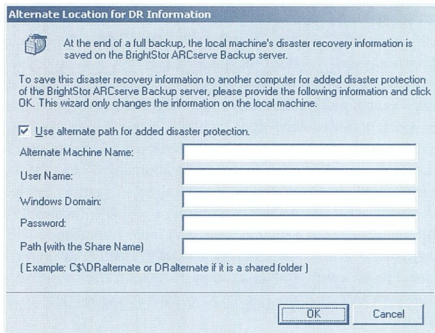 Alternate Location for DR Information
At the end of a full backup, the local machine's disaster recovery information is
saved on the BrightStor ARCserve Backup server.
To save this disaster recovery information to another computer for added disaster protection
of the BrightStor ARCserve Backup server, please provide the following information and click
OK. This wizard only changes the information on the local machine.
Use alternate path for added disaster protection.
Alternate Machine Name:
User Name:
Windows Domain:
Password:
Path (with the Share Name)
( Example: C$\DRalternate or DRalternate if it is a shared folder )
OK
Cancel